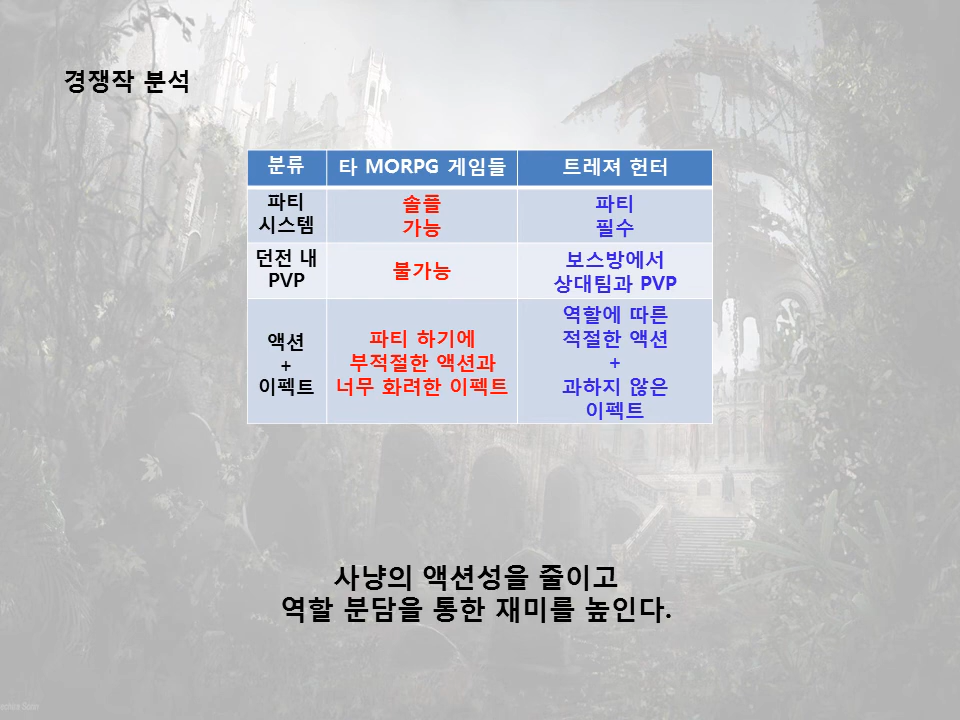 경쟁작 분석
분류
타 MORPG 게임들
트레져 헌터
파티
시스템
솔플
가능
파티
필수
던전 내
PVP
불가능
보스방에서
상대팀과 PVP
액션
+
이펙트
파티 하기에
부적절한 액션과
너무 화려한 이펙트
역할에 따른
적절한 액션
+
과하지 않은
이펙트
사냥의 액션성을 줄이고
역할 분담을 통한 재미를 높인다.